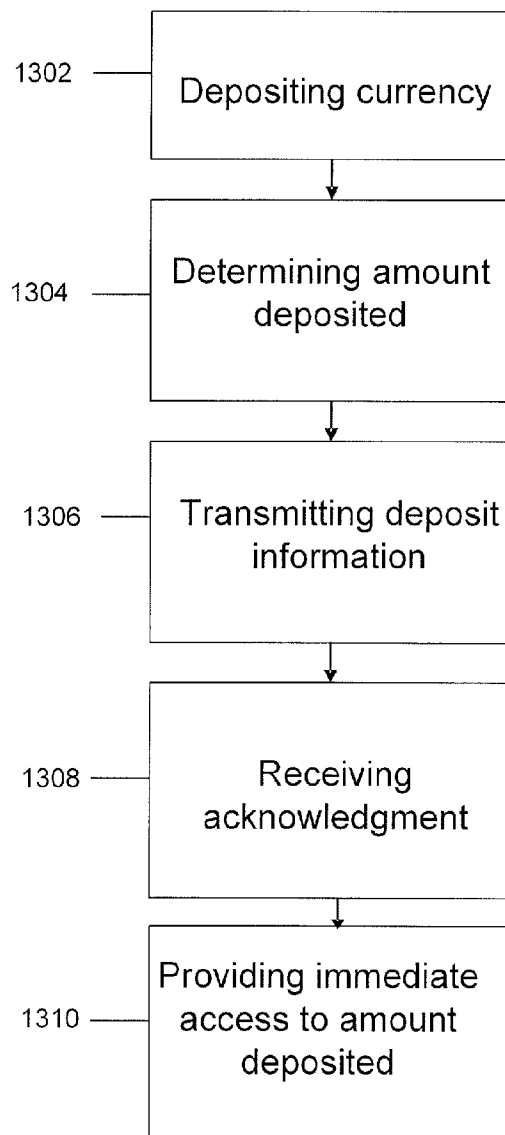 1302
Depositing currency
1304
Determining amount
deposited
1306
Transmitting deposit
information
1308
Receiving
acknowledgment
1310
Providing immediate
access to amount
deposited